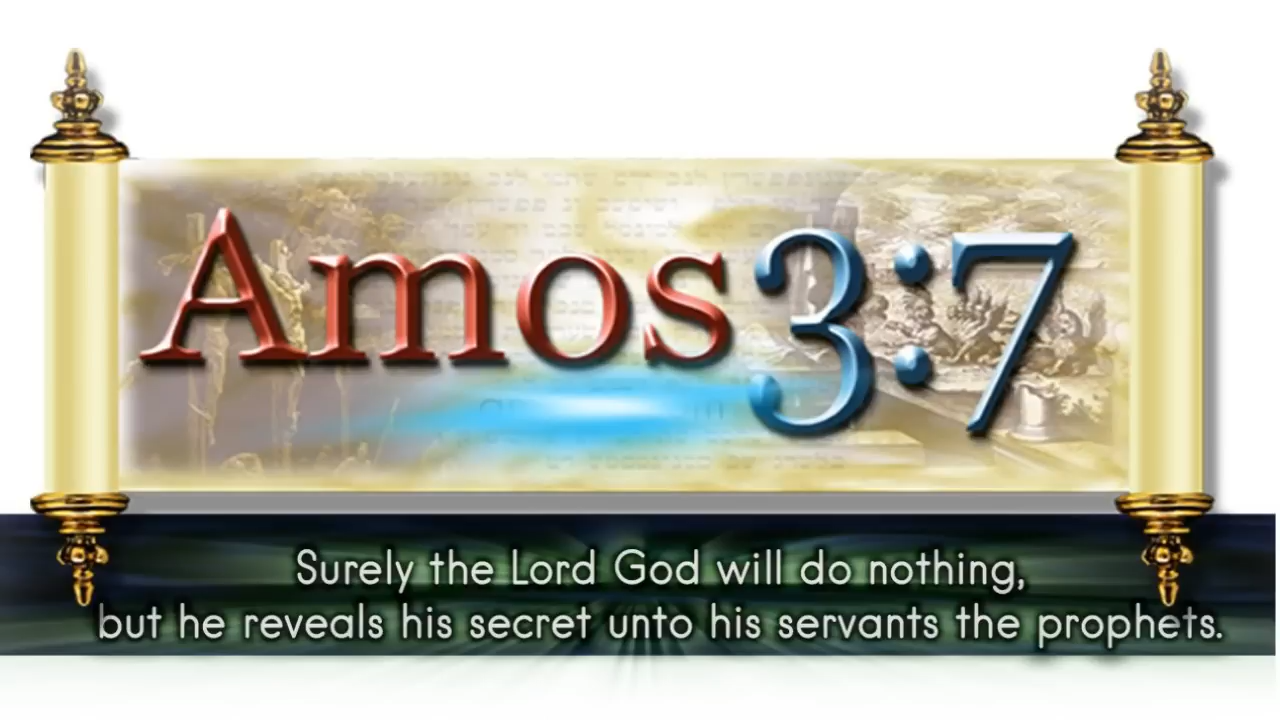 Amos 3:7
Surely the Lord God will do nothing,
but he reveals his secret unto his servants the prophets.